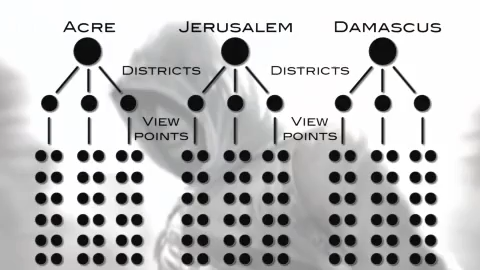 Acre
Jerusalem
Damascus
Districts
Districts
View
points
View
points